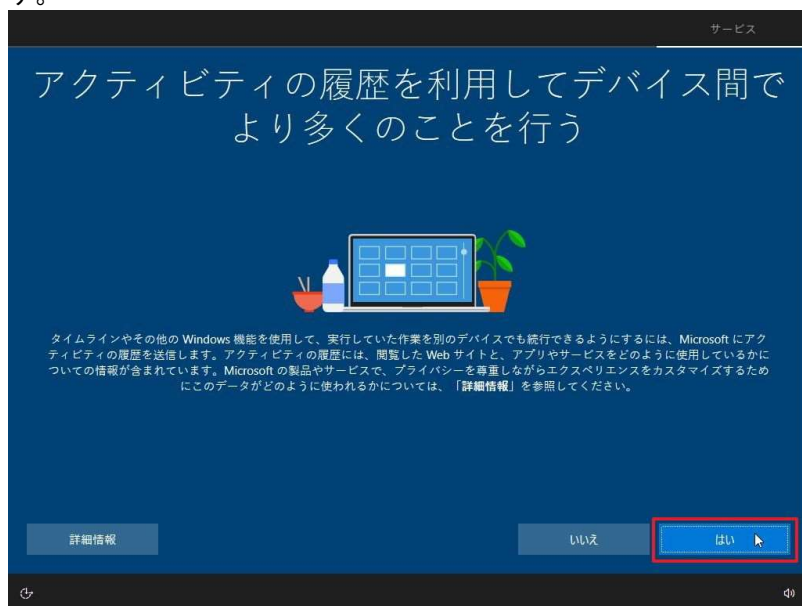 す。
サービス
アクティビティの履歴を利用してデバイス間で
より多くのことを行う
タイムラインやその他の Windows 機能を使用して、実行していた作業を別のデバイスでも続行できるようにするには、Microsoft にアク
ティビティの履歴を送信します。アクティビティの履歴には、閲覧した Web サイトと、アプリやサービスをどのように使用しているかに
ついての情報が含まれています。Microsoft の製品やサービスで、プライバシーを尊重しながらエクスペリエンスをカスタマイズするため
にこのデータがどのように使われるかについては、「詳細情報」を参照してください。
詳細情報
いいえ
はい